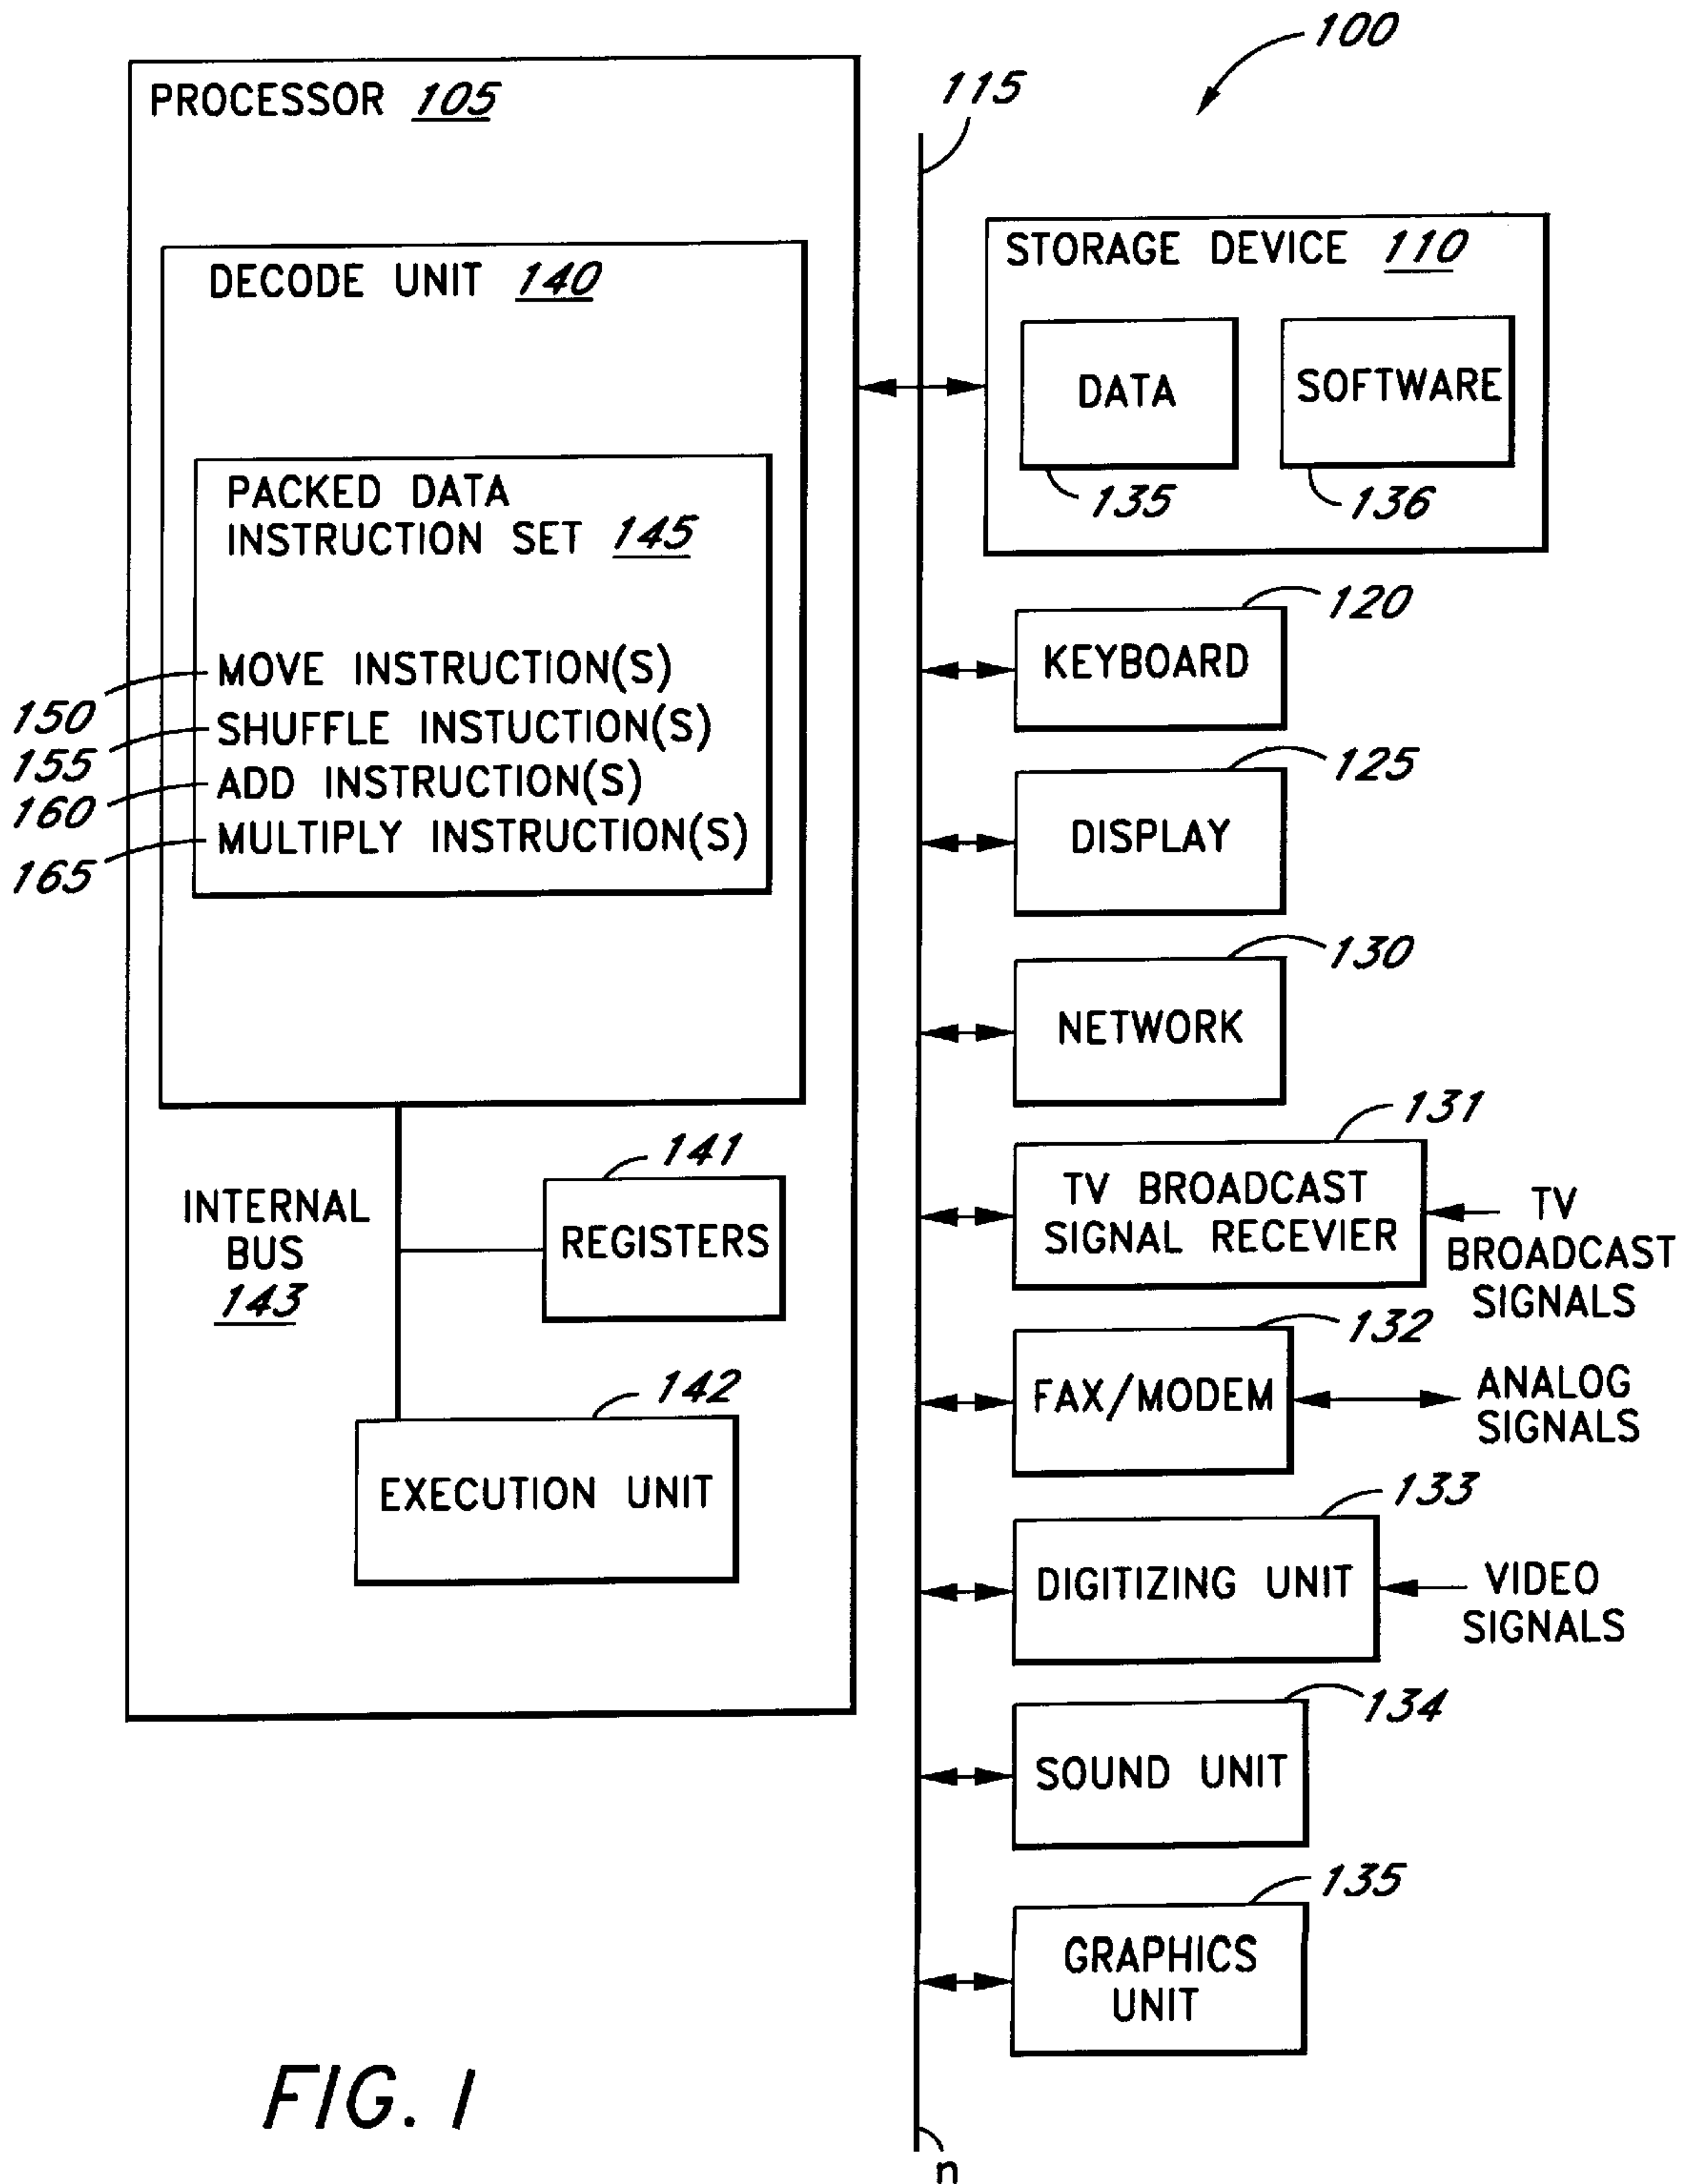 100
115
PROCESSOR 105
DECODE UNIT 140
PACKED DATA
INSTRUCTION SET 145
150 MOVE INSTRUCTION(S)
155 SHUFFLE INSTUCTION(S)
160 ADD INSTRUCTION(S)
165 MULTIPLY INSTRUCTION(S)
INTERNAL
BUS
143
141
REGISTERS
142
EXECUTION UNIT
STORAGE DEVICE 110
DATA
135
SOFTWARE
136
120
KEYBOARD
125
DISPLAY
130
NETWORK
131
TV BROADCAST
SIGNAL RECEVIER
TV
BROADCAST
SIGNALS
132
FAX/MODEM
ANALOG
SIGNALS
133
DIGITIZING UNIT
VIDEO
SIGNALS
134
SOUND UNIT
135
GRAPHICS
UNIT
n
FIG. 1